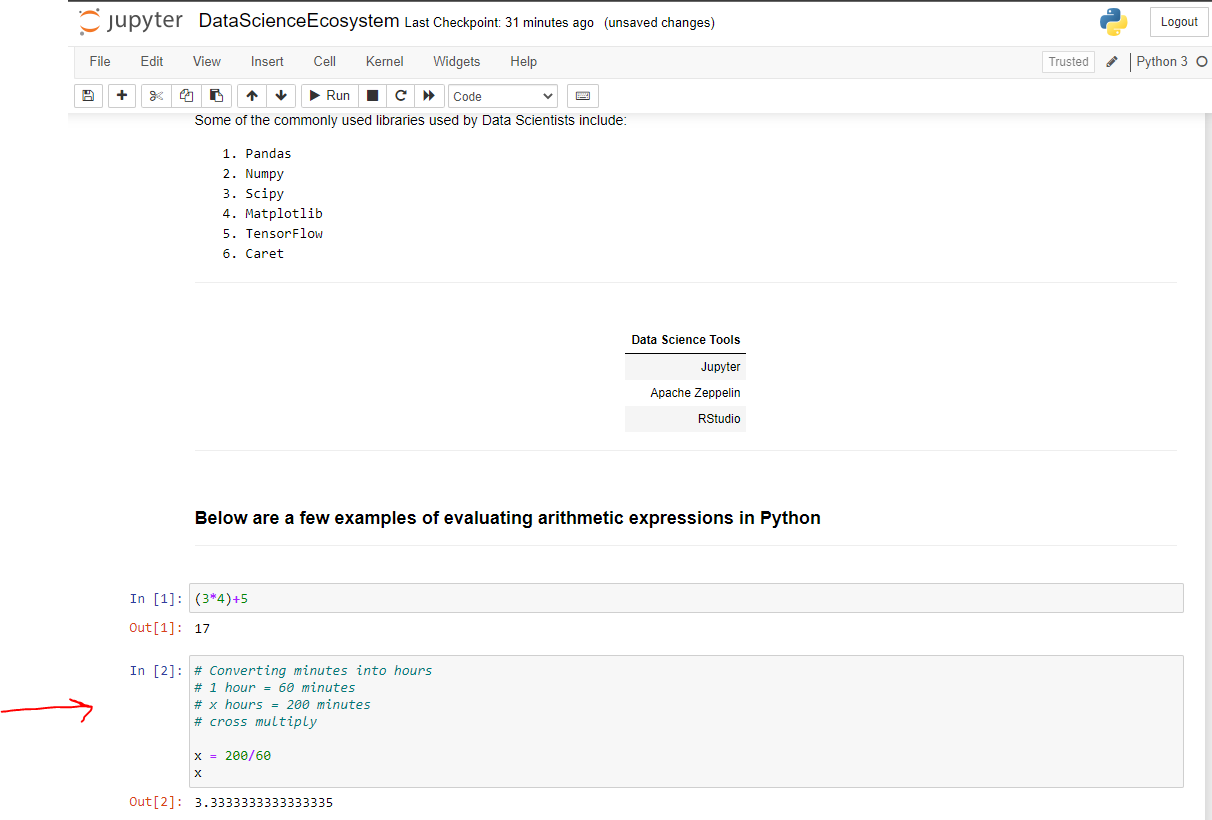 jupyter DataScienceEcosystem Last Checkpoint: 31 minutes ago (unsaved changes) Logout
File Edit View Insert Cell Kernel Widgets Help Trusted Python 3
Run Code
Some of the commonly used libraries used by Data Scientists include:
1. Pandas
2. Numpy
3. Scipy
4. Matplotlib
5. TensorFlow
6. Caret
Data Science Tools
Jupyter
Apache Zeppelin
RStudio
Below are a few examples of evaluating arithmetic expressions in Python
In [1]: (3*4)+5
Out[1]: 17
In [2]: # Converting minutes into hours
# 1 hour = 60 minutes
# x hours = 200 minutes
# cross multiply
x = 200/60
x
Out[2]: 3.3333333333333335